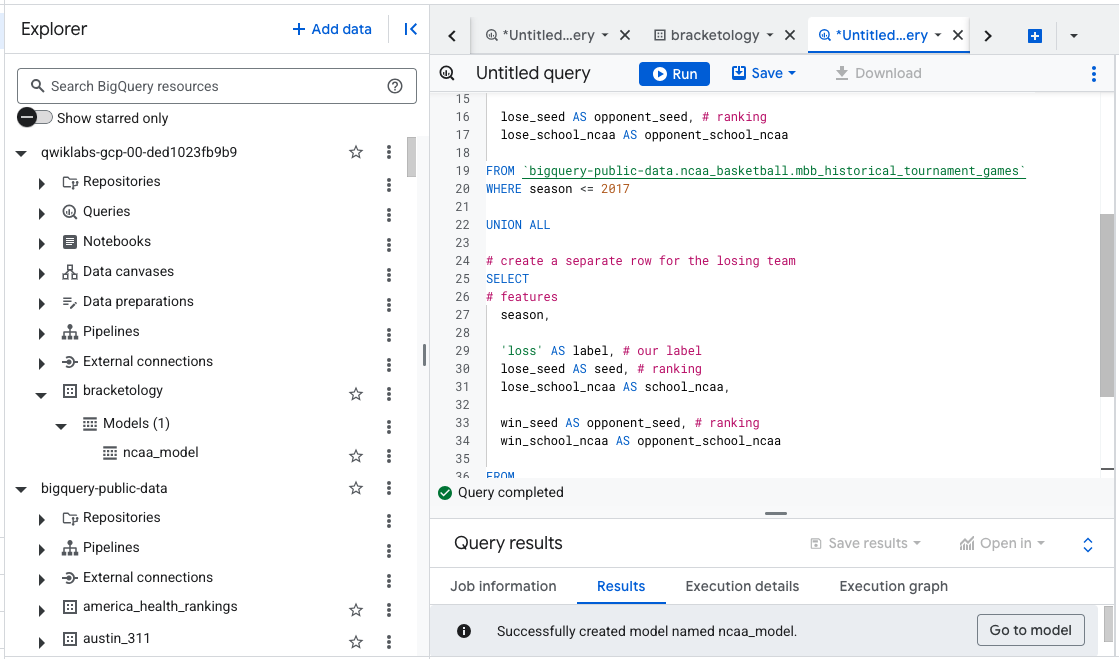 Explorer
+ Add data
Search BigQuery resources
Show starred only
qwiklabs-gcp-00-ded1023fb9b9
Repositories
Queries
Notebooks
Data canvases
Data preparations
Pipelines
External connections
bracketology
Models (1)
ncaa_model
bigquery-public-data
Repositories
Pipelines
External connections
america_health_rankings
austin_311
*Untitled...ery
bracketology
*Untitled...ery
Untitled query
Run
Save
Download
15
16 lose_seed AS opponent_seed, # ranking
17 lose_school_ncaa AS opponent_school_ncaa
18
19 FROM `bigquery-public-data.ncaa_basketball.mbb_historical_tournament_games`
20 WHERE season <= 2017
21
22 UNION ALL
23
24 # create a separate row for the losing team
25 SELECT
26 # features
27 season,
28
29 'loss' AS label, # our label
30 lose_seed AS seed, # ranking
31 lose_school_ncaa AS school_ncaa,
32
33 win_seed AS opponent_seed, # ranking
34 win_school_ncaa AS opponent_school_ncaa
35
36 FROM
Query completed
Query results
Save results
Open in
Job information
Results
Execution details
Execution graph
Successfully created model named ncaa_model.
Go to model